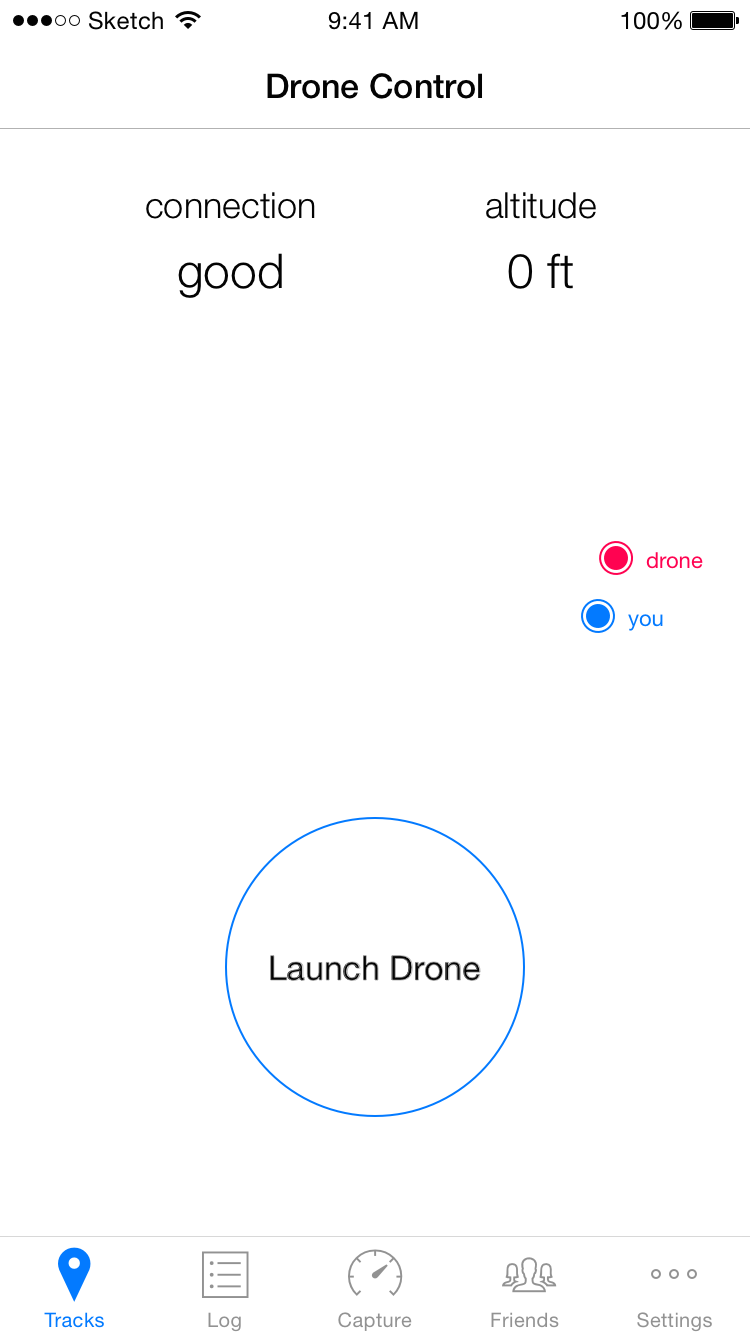 Sketch 9:41 AM 100%
Drone Control
connection altitude
good 0 ft
drone
you
Launch Drone
Tracks Log Capture Friends Settings